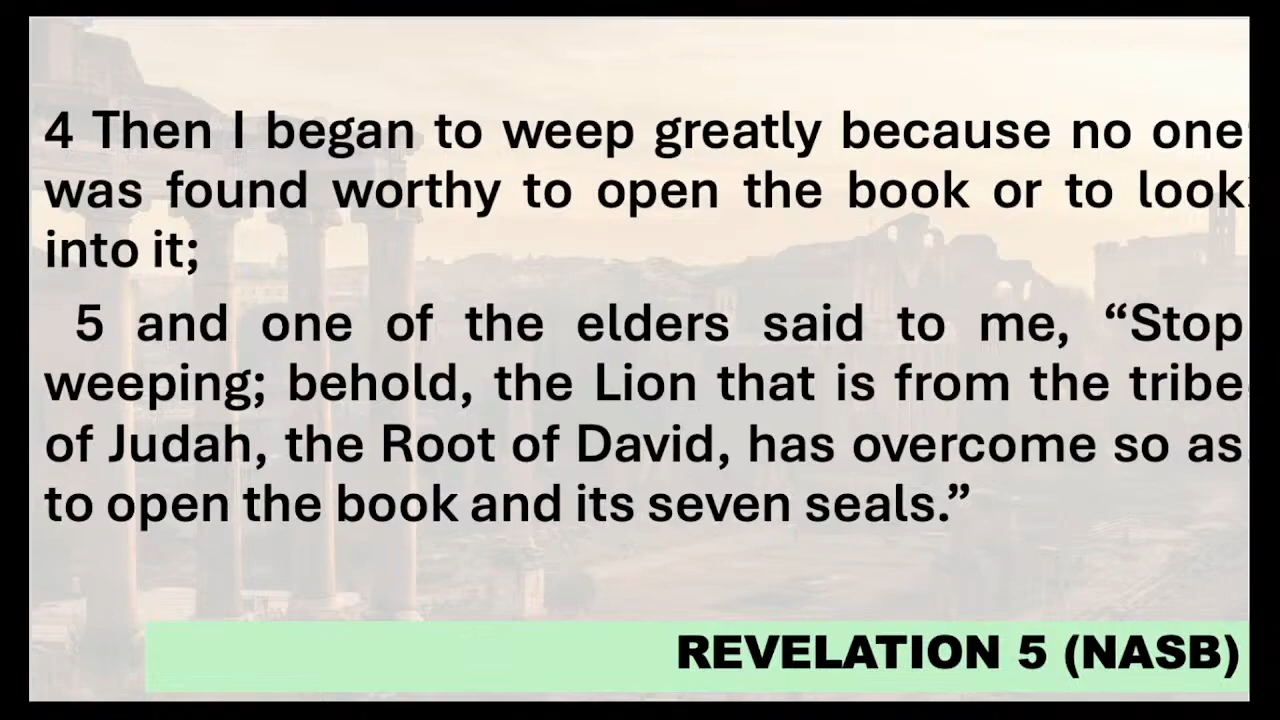 4 Then I began to weep greatly because no one
was found worthy to open the book or to look
into it;
5 and one of the elders said to me, “Stop
weeping; behold, the Lion that is from the tribe
of Judah, the Root of David, has overcome so as
to open the book and its seven seals.”
REVELATION 5 (NASB)